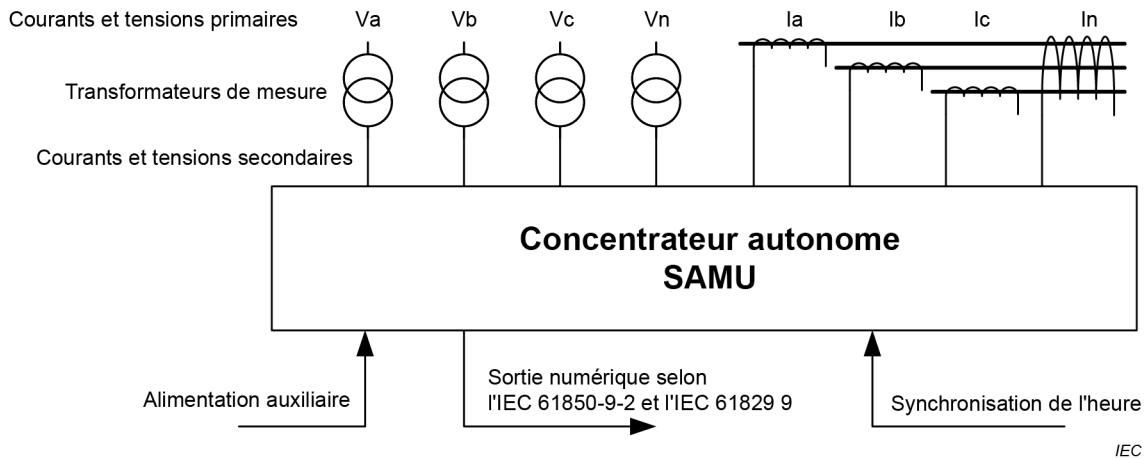 Courants et tensions primaires Va Vb Vc Vn Ia Ib Ic In
Transformateurs de mesure
Courants et tensions secondaires
Concentrateur autonome
SAMU
Alimentation auxiliaire
Sortie numérique selon
l'IEC 61850-9-2 et l'IEC 61829 9
Synchronisation de l'heure
IEC